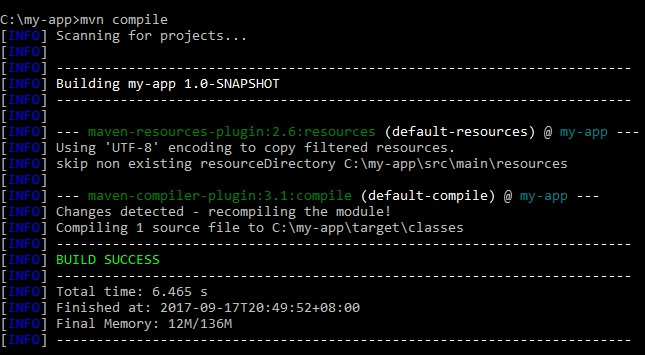 C:\my-app>mvn compile
[INFO] Scanning for projects...
[INFO]
[INFO] ------------------------------------------------------------------------
[INFO] Building my-app 1.0-SNAPSHOT
[INFO] ------------------------------------------------------------------------
[INFO]
[INFO] --- maven-resources-plugin:2.6:resources (default-resources) @ my-app ---
[INFO] Using 'UTF-8' encoding to copy filtered resources.
[INFO] skip non existing resourceDirectory C:\my-app\src\main\resources
[INFO]
[INFO] --- maven-compiler-plugin:3.1:compile (default-compile) @ my-app ---
[INFO] Changes detected - recompiling the module!
[INFO] Compiling 1 source file to C:\my-app\target\classes
[INFO] ------------------------------------------------------------------------
[INFO] BUILD SUCCESS
[INFO] ------------------------------------------------------------------------
[INFO] Total time: 6.465 s
[INFO] Finished at: 2017-09-17T20:49:52+08:00
[INFO] Final Memory: 12M/136M
[INFO] ------------------------------------------------------------------------